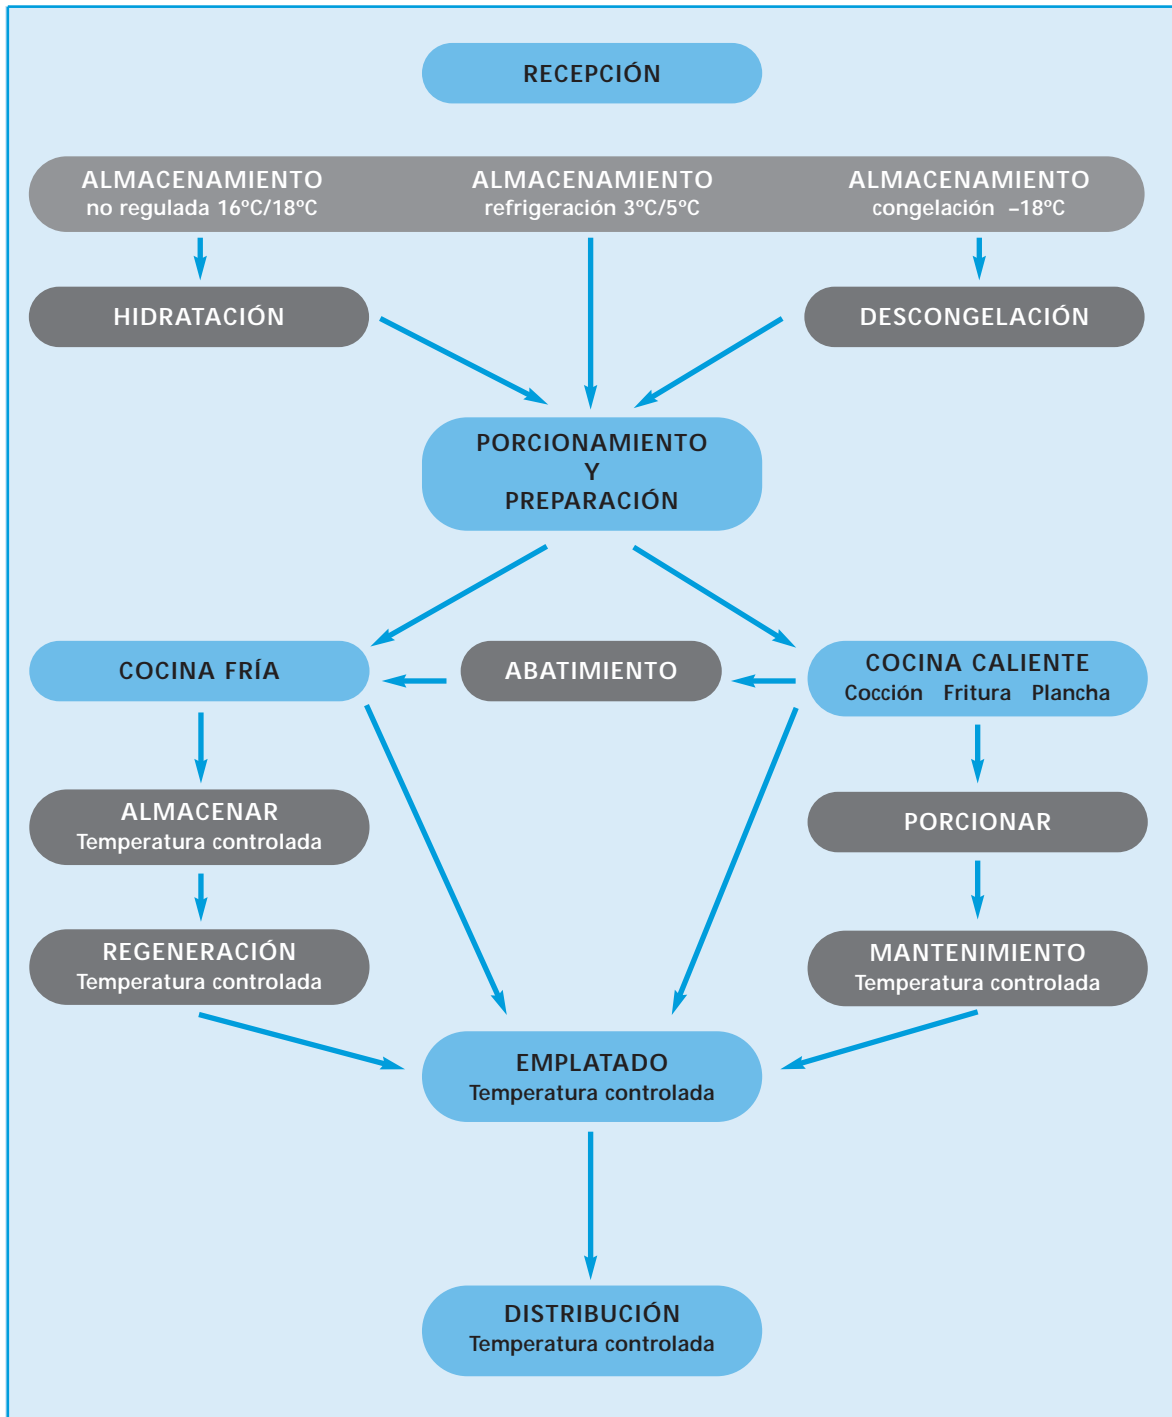 RECEPCIÓN
ALMACENAMIENTO
no regulada 16ºC/18ºC
ALMACENAMIENTO
refrigeración 3ºC/5ºC
ALMACENAMIENTO
congelación –18ºC
HIDRATACIÓN
DESCONGELACIÓN
PORCIONAMIENTO
Y
PREPARACIÓN
COCINA FRÍA
ABATIMIENTO
COCINA CALIENTE
Cocción Fritura Plancha
ALMACENAR
Temperatura controlada
PORCIONAR
REGENERACIÓN
Temperatura controlada
MANTENIMIENTO
Temperatura controlada
EMPLATADO
Temperatura controlada
DISTRIBUCIÓN
Temperatura controlada